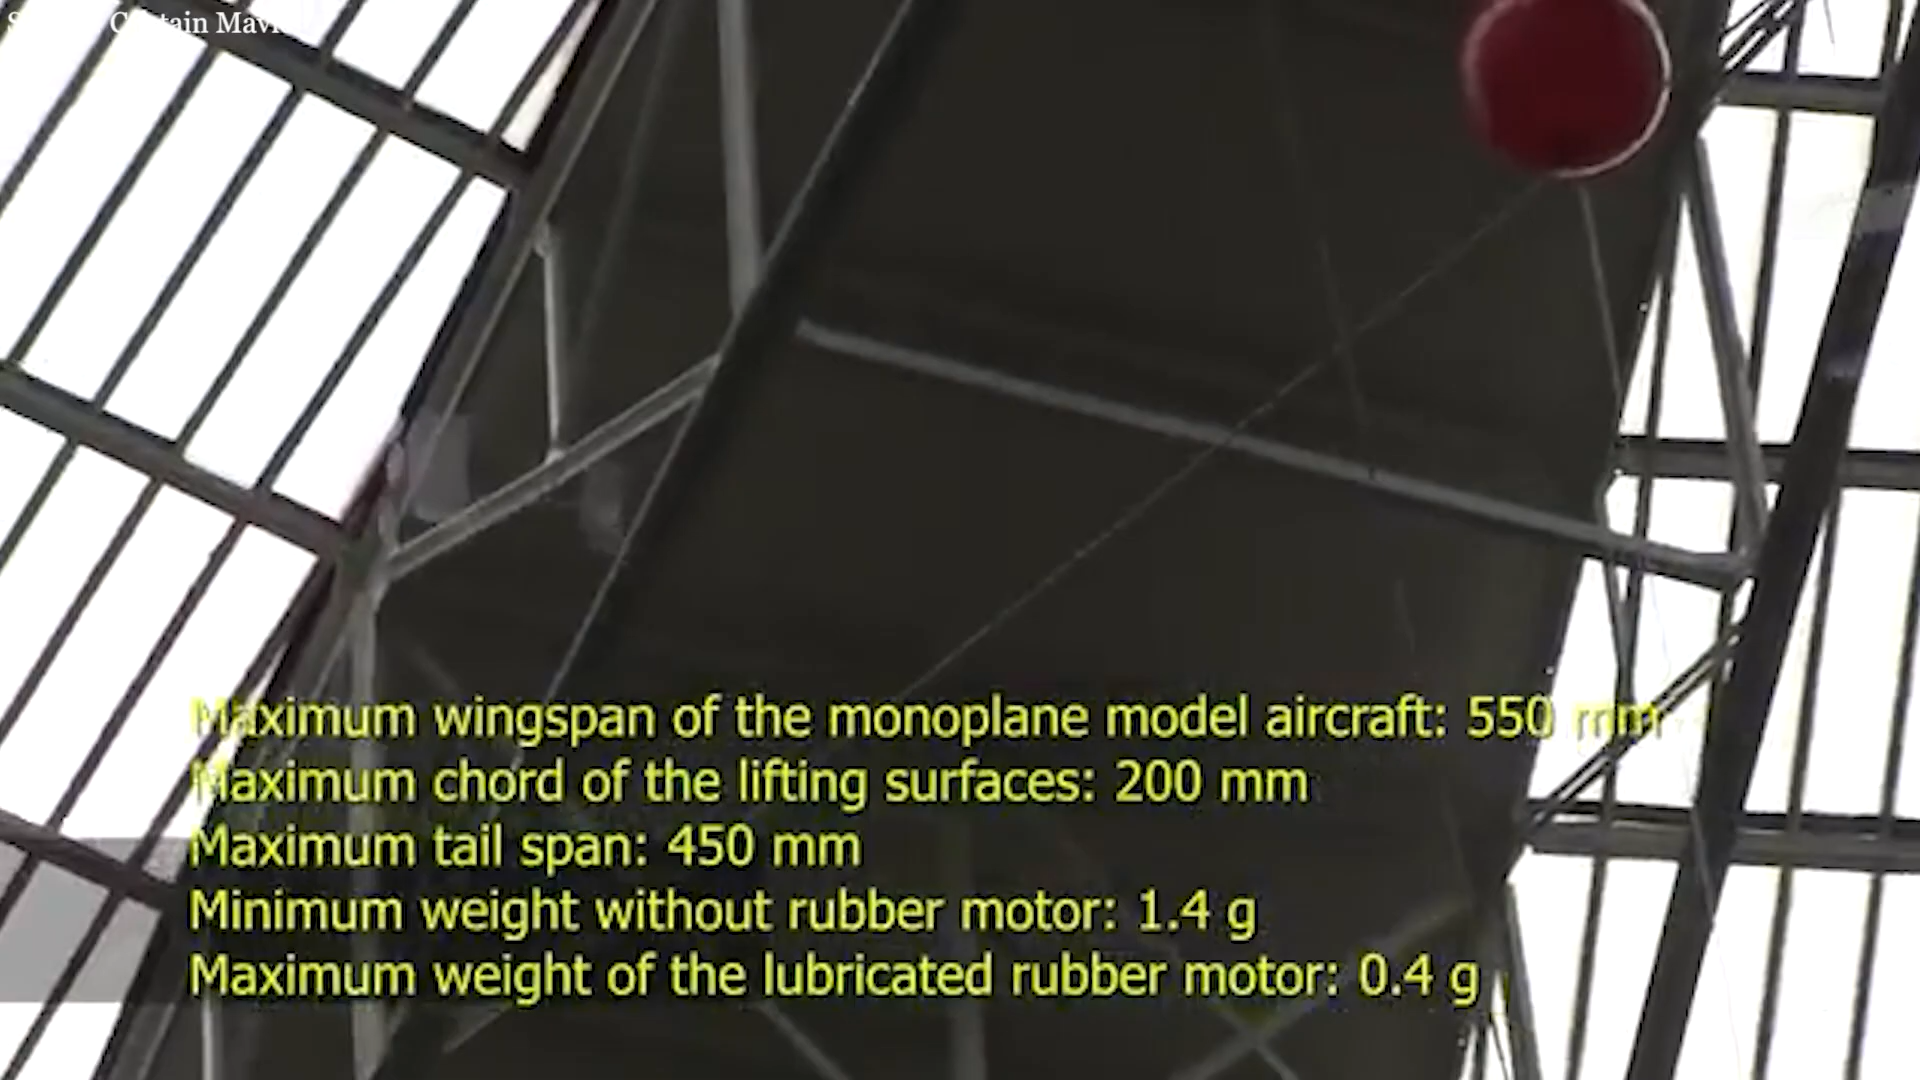 Maximum wingspan of the monoplane model aircraft: 550 mm
Maximum chord of the lifting surfaces: 200 mm
Maximum tail span: 450 mm
Minimum weight without rubber motor: 1.4 g
Maximum weight of the lubricated rubber motor: 0.4 g